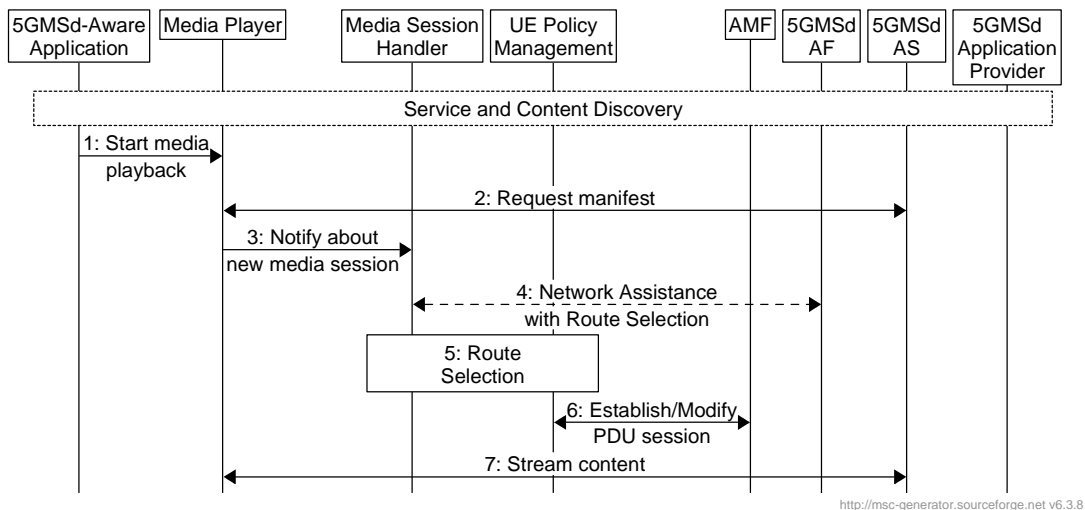 5GMSd-Aware
Application
Media Player
Media Session
Handler
UE Policy
Management
AMF
5GMSd
AF
5GMSd
AS
5GMSd
Application
Provider
Service and Content Discovery
1: Start media
playback
2: Request manifest
3: Notify about
new media session
4: Network Assistance
with Route Selection
5: Route
Selection
6: Establish/Modify
PDU session
7: Stream content
http://msc-generator.sourceforge.net v6.3.8